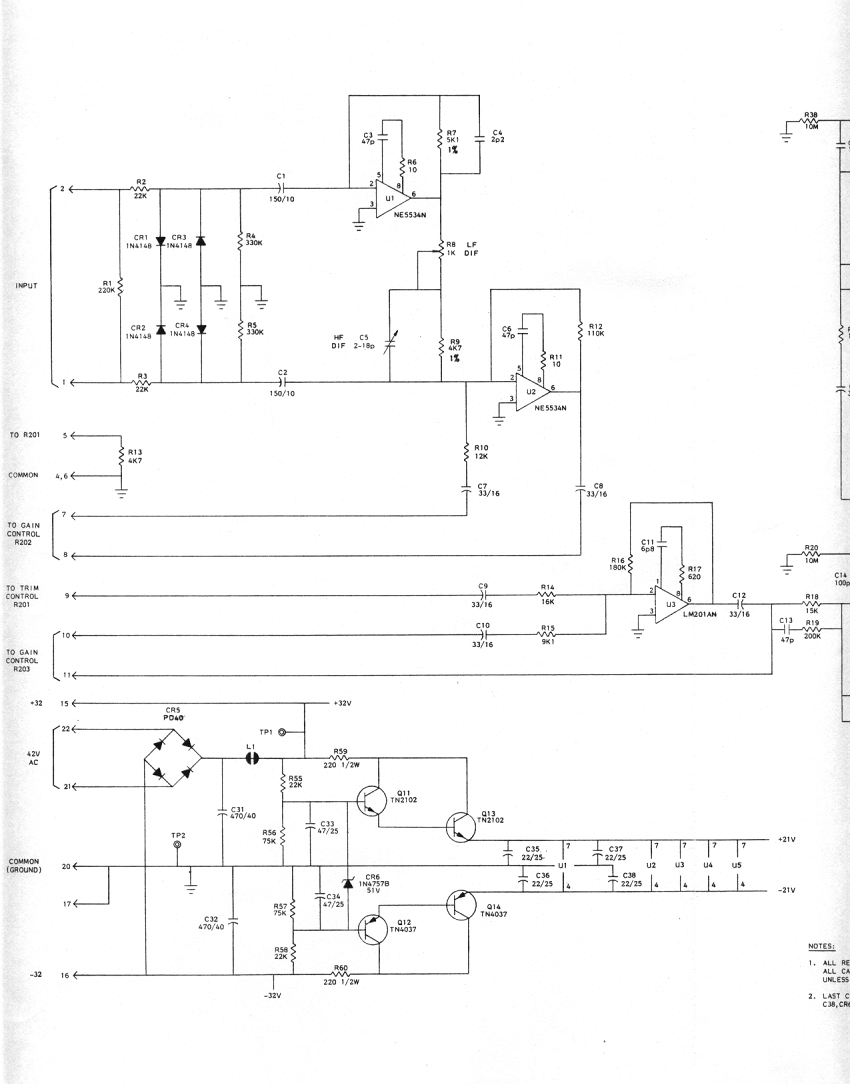 R38
10M
C3
47p
R7
5K1
1%
C4
2p2
R6
10
C1
150/10
5
2
8
6
3
U1
NE5534N
R2
22K
2
CR1
1N4148
CR3
1N4148
R4
330K
R8
1K
LF
DIF
INPUT
R1
220K
CR2
1N4148
CR4
1N4148
R5
330K
HF
DIF
C5
2-18p
R9
4K7
1%
C6
47p
R11
10
R12
110K
1
R3
22K
C2
150/10
5
2
8
6
3
U2
NE5534N
TO R201
5
R13
4K7
COMMON
4,6
R10
12K
C7
33/16
C8
33/16
TO GAIN
CONTROL
R202
7
8
R16
180K
C11
6p8
R17
620
R20
10M
C14
100p
TO TRIM
CONTROL
R201
9
C9
33/16
R14
16K
1
2
8
6
3
U3
LM201AN
C12
33/16
R18
15K
C13
47p
R19
200K
10
C10
33/16
R15
9K1
TO GAIN
CONTROL
R203
11
+32
15
+32V
CR5
PD40
22
TP1
42V
AC
21
L1
R59
220 1/2W
R55
22K
Q11
TN2102
C31
470/40
R56
75K
C33
47/25
Q13
TN2102
TP2
+21V
C35
22/25
C37
22/25
7
7
7
7
7
COMMON
(GROUND)
20
U1
U2
U3
U4
U5
CR6
1N4757B
51V
C36
22/25
C38
22/25
4
4
4
4
4
-21V
17
C34
47/25
R57
75K
C32
470/40
Q12
TN4037
Q14
TN4037
R58
22K
-32
16
R60
220 1/2W
-32V
NOTES:
1. ALL RE
ALL CA
UNLESS
2. LAST C
C38,CR6